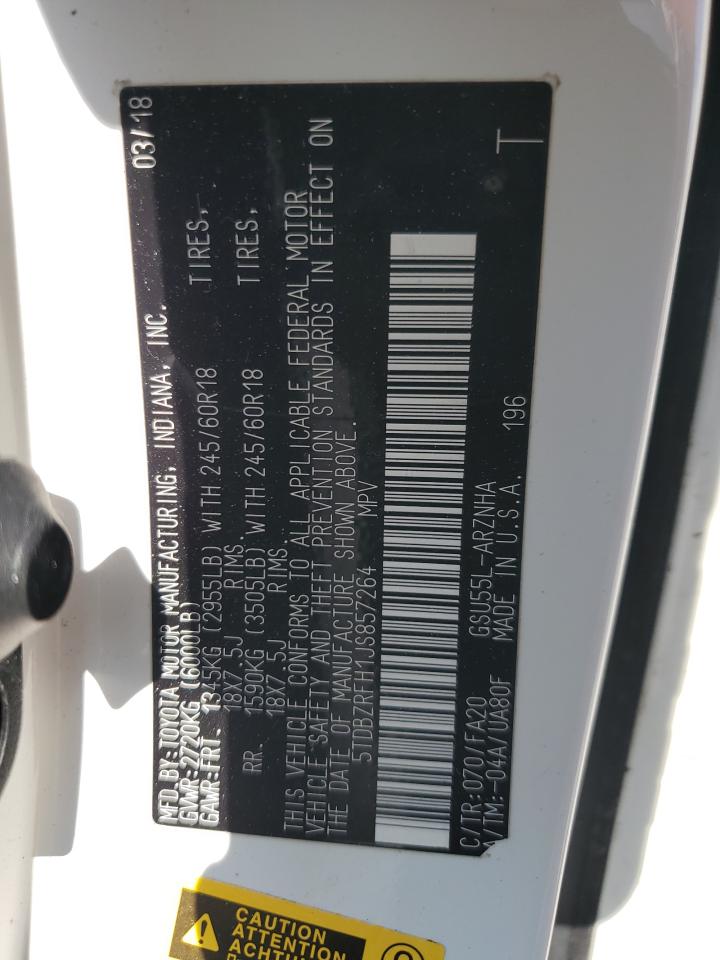 MFD.BY:TOYOTA MOTOR MANUFACTURING, INDIANA, INC. 03/18
GVWR:2720KG (6000LB)
GAWR:FRT. 1345KG (2955LB) WITH 245/60R18 TIRES,
18X7.5J RIMS
RR. 1590KG (3505LB).WITH 245/60R18 TIRES,
18X7.5J RIMS
THIS VEHICLE CONFORMS TO ALL APPLICABLE FEDERAL MOTOR
VEHICLE SAFETY AND THEFT PREVENTION STANDARDS IN EFFECT ON
THE DATE OF MANUFACTURE SHOWN ABOVE.
5TDBZRFH1JS857264 MPV
C/TR:070/FA20 GSU55L-ARZNHA T
A/TM:-04A/UA80F MADE IN U.S.A. 196
CAUTION
ATTENTION